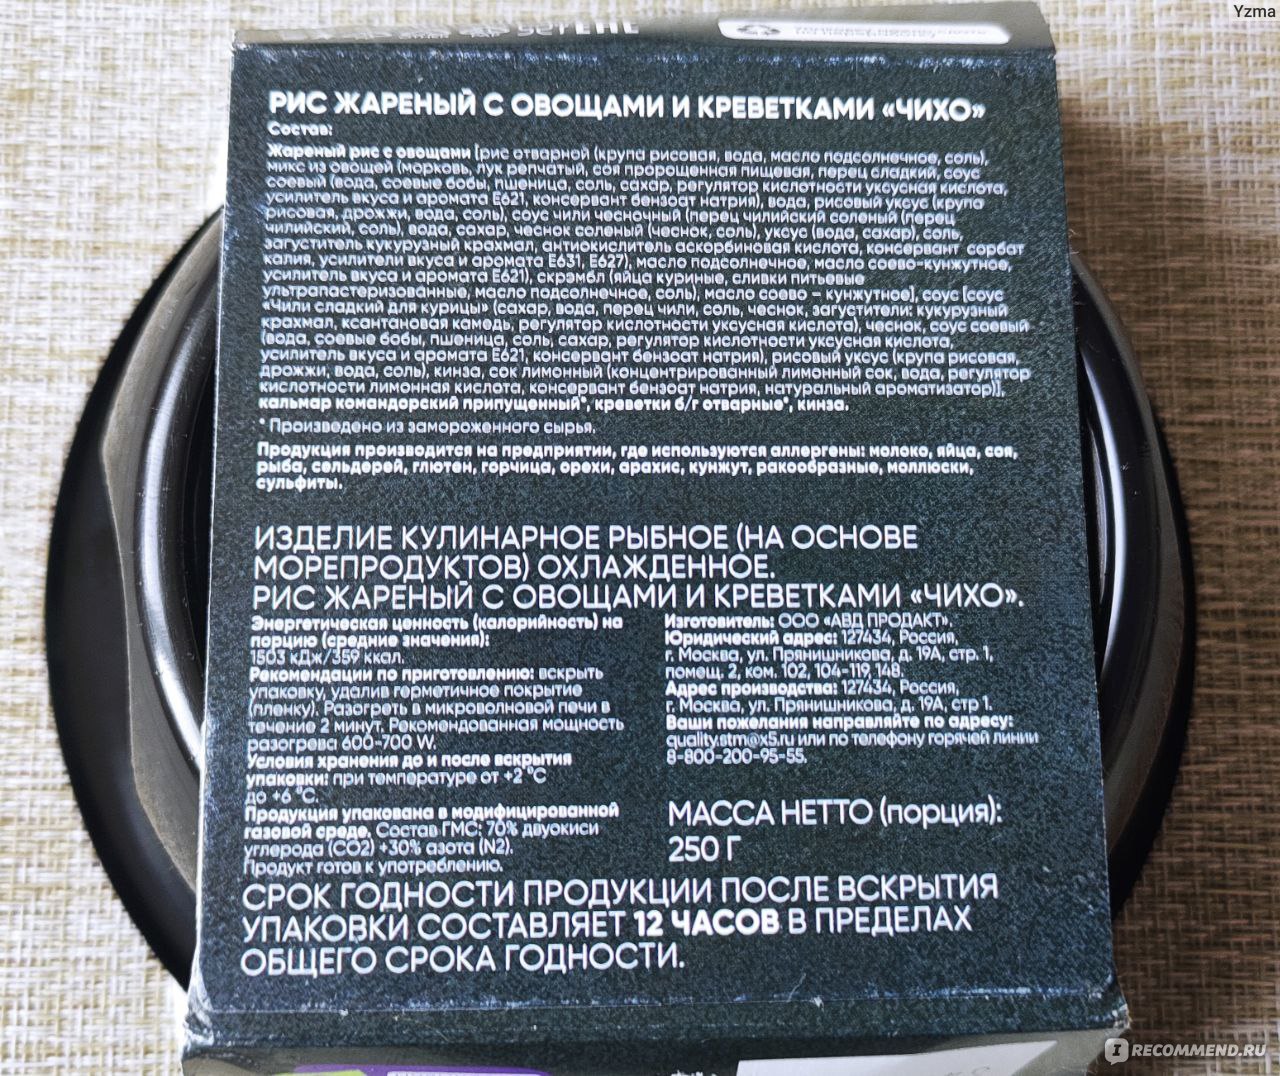 Yzma
РИС ЖАРЕНЫЙ С ОВОЩАМИ И КРЕВЕТКАМИ «ЧИХО»
Состав:
Жареный рис с овощами [рис отварной (крупа рисовая, вода, масло подсолнечное, соль),
микс из овощей (морковь, лук репчатый, соя пророщенная пищевая, перец сладкий, соус
соевый (вода, соевые бобы, пшеница, соль, сахар, регулятор кислотности уксусная кислота,
усилитель вкуса и аромата Е621, консервант бензоат натрия), вода, рисовый уксус (крупа
рисовая, дрожжи, вода, соль), соус чили чесночный (перец чилийский соленый (перец
чилийский, соль), вода, сахар, чеснок соленый (чеснок, соль), уксус (вода, сахар), соль,
загуститель кукурузный крахмал, антиокислитель аскорбиновая кислота, консервант сорбат
калия, усилители вкуса и аромата Е631, Е627), масло подсолнечное, масло соево-кунжутное,
усилитель вкуса и аромата Е621), скрэмбл (яйца куриные, сливки питьевые
ультрапастеризованные, масло подсолнечное, соль), масло соево – кунжутное], соус [соус
«Чили сладкий для курицы» (сахар, вода, перец чили, соль, чеснок, загустители: кукурузный
крахмал, ксантановая камедь, регулятор кислотности уксусная кислота), чеснок, соус соевый
(вода, соевые бобы, пшеница, соль, сахар, регулятор кислотности уксусная кислота,
усилитель вкуса и аромата Е621, консервант бензоат натрия), рисовый уксус (крупа рисовая,
дрожжи, вода, соль), кинза, сок лимонный (концентрированный лимонный сок, вода, регулятор
кислотности лимонная кислота, консервант бензоат натрия, натуральный ароматизатор)],
кальмар командорский припущенный*, креветки б/г отварные*, кинза.
* Произведено из замороженного сырья.
Продукция производится на предприятии, где используются аллергены: молоко, яйца, соя,
рыба, сельдерей, глютен, горчица, орехи, арахис, кунжут, ракообразные, моллюски,
сульфиты.
ИЗДЕЛИЕ КУЛИНАРНОЕ РЫБНОЕ (НА ОСНОВЕ
МОРЕПРОДУКТОВ) ОХЛАЖДЕННОЕ.
РИС ЖАРЕНЫЙ С ОВОЩАМИ И КРЕВЕТКАМИ «ЧИХО».
Энергетическая ценность (калорийность) на
порцию (средние значения):
1503 кДж/359 ккал.
Рекомендации по приготовлению: вскрыть
упаковку, удалив герметичное покрытие
(пленку). Разогреть в микроволновой печи в
течение 2 минут. Рекомендованная мощность
разогрева 600-700 W.
Условия хранения до и после вскрытия
упаковки: при температуре от +2 °С
до +6 °С.
Продукция упакована в модифицированной
газовой среде. Состав ГМС: 70% двуокиси
углерода (СО2) +30% азота (N2).
Продукт готов к употреблению.
Изготовитель: ООО «АВД ПРОДАКТ».
Юридический адрес: 127434, Россия,
г. Москва, ул. Прянишникова, д. 19А, стр. 1,
помещ. 2, ком. 102, 104-119, 148.
Адрес производства: 127434, Россия,
г. Москва, ул. Прянишникова, д. 19А, стр 1.
Ваши пожелания направляйте по адресу:
quality.stm@x5.ru или по телефону горячей линии
8-800-200-95-55.
МАССА НЕТТО (порция):
250 Г
СРОК ГОДНОСТИ ПРОДУКЦИИ ПОСЛЕ ВСКРЫТИЯ
УПАКОВКИ СОСТАВЛЯЕТ 12 ЧАСОВ В ПРЕДЕЛАХ
ОБЩЕГО СРОКА ГОДНОСТИ.
IRECOMMEND.RU